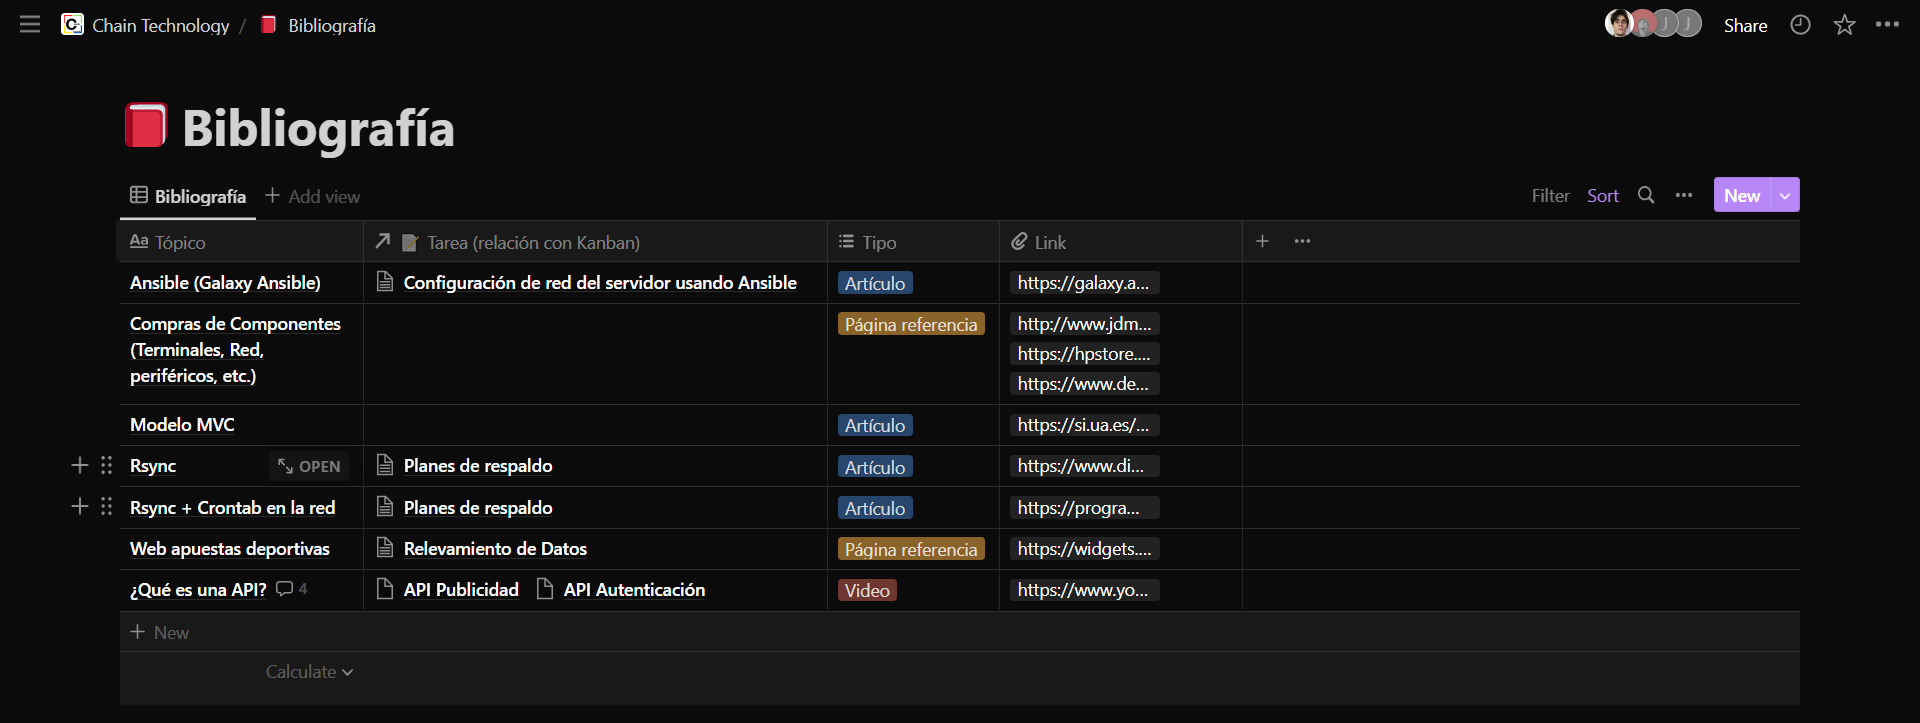 Chain Technology / Bibliografía
J J Share
Bibliografía
Bibliografía + Add view
Filter Sort New
Aa Tópico Tarea (relación con Kanban) Tipo Link
Ansible (Galaxy Ansible) Configuración de red del servidor usando Ansible Artículo https://galaxy.a...
Compras de Componentes Página referencia http://www.jdm...
(Terminales, Red, https://hpstore....
periféricos, etc.) https://www.de...
Modelo MVC Artículo https://si.ua.es/...
Rsync OPEN Planes de respaldo Artículo https://www.di...
Rsync + Crontab en la red Planes de respaldo Artículo https://progra...
Web apuestas deportivas Relevamiento de Datos Página referencia https://widgets....
¿Qué es una API? 4 API Publicidad API Autenticación Video https://www.yo...
+ New
Calculate